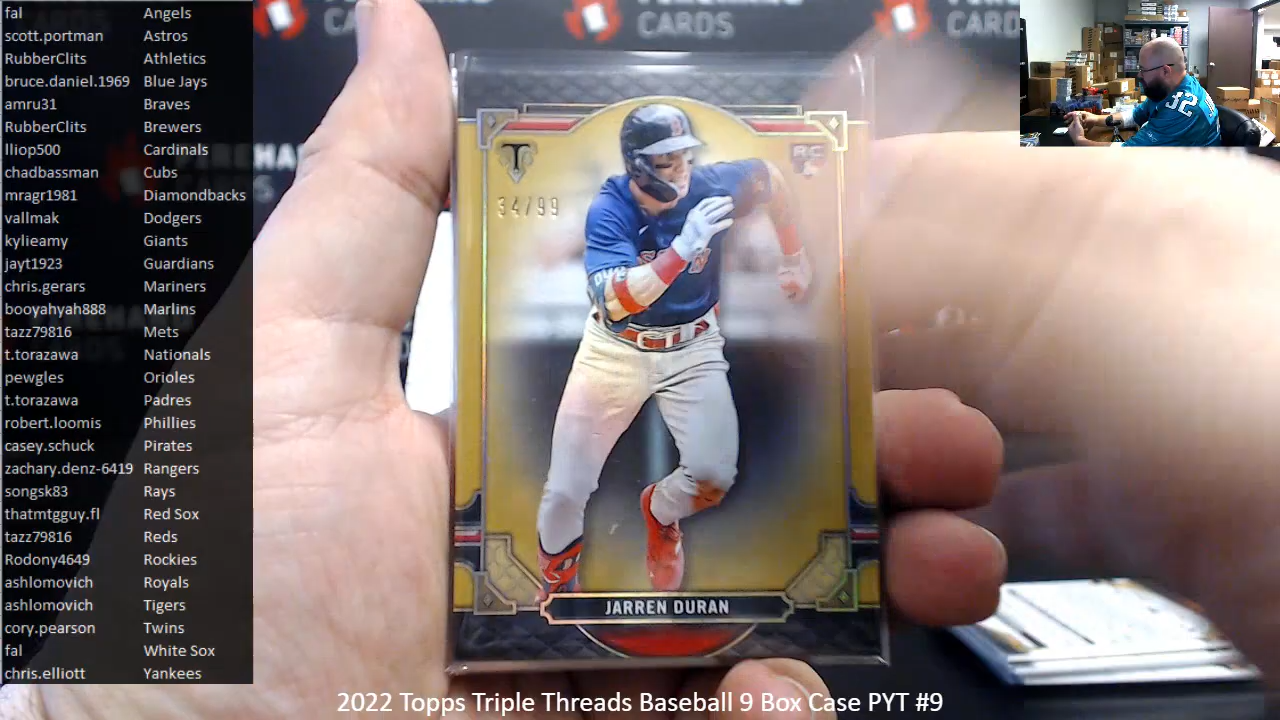 fal Angels
scott.portman Astros
RubberClits Athletics
bruce.daniel.1969 Blue Jays
amru31 Braves
RubberClits Brewers
lliop500 Cardinals
chadbassman Cubs
mragr1981 Diamondbacks
vallmak Dodgers
kylieamy Giants
jayt1923 Guardians
chris.gerars Mariners
booyahyah888 Marlins
tazz79816 Mets
t.torazawa Nationals
pewgles Orioles
t.torazawa Padres
robert.loomis Phillies
casey.schuck Pirates
zachary.denz-6419 Rangers
songsk83 Rays
thatmtgguy.fl Red Sox
tazz79816 Reds
Rodony4649 Rockies
ashlomovich Royals
ashlomovich Tigers
cory.pearson Twins
fal White Sox
chris.elliott Yankees
CARDS
T
RC
34/99
JARREN DURAN
32
2022 Topps Triple Threads Baseball 9 Box Case PYT #9